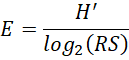 E = H′ / log₂(RS)